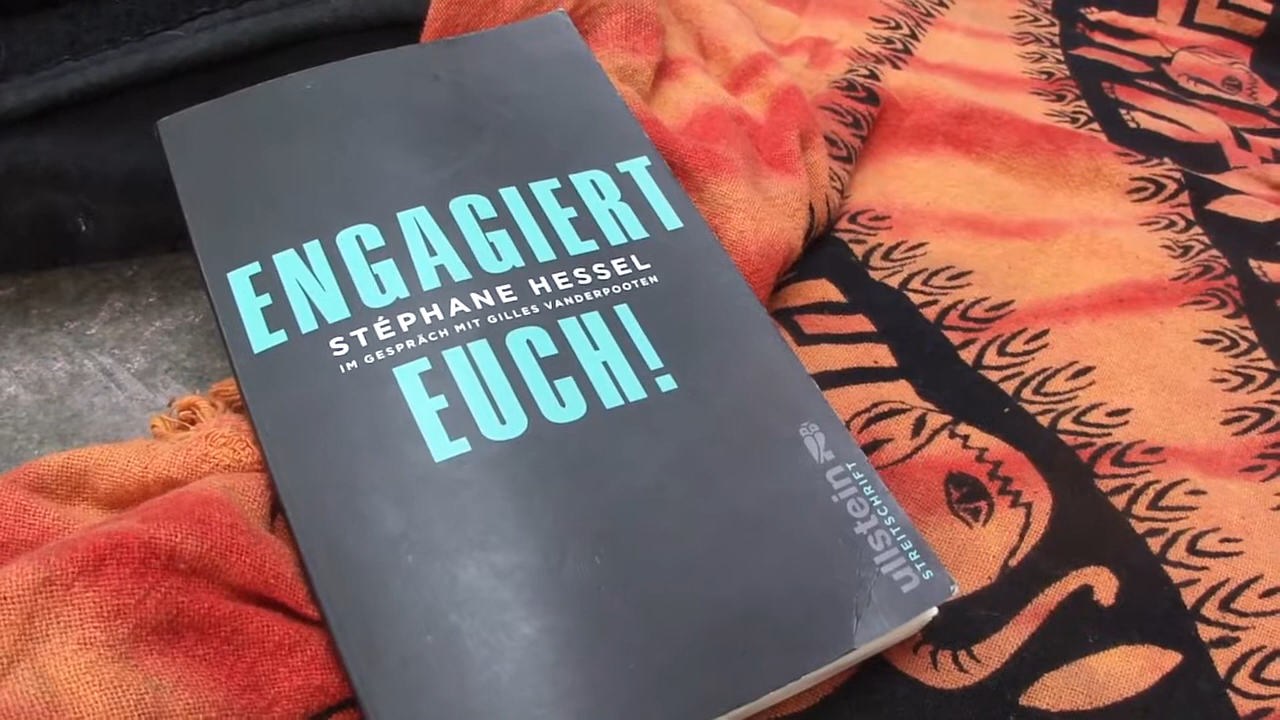 ENGAGIERT
STÉPHANE HESSEL
IM GESPRÄCH MIT GILLES VANDERPOOTEN
EUCH!
ullstein
STREITSCHRIFT